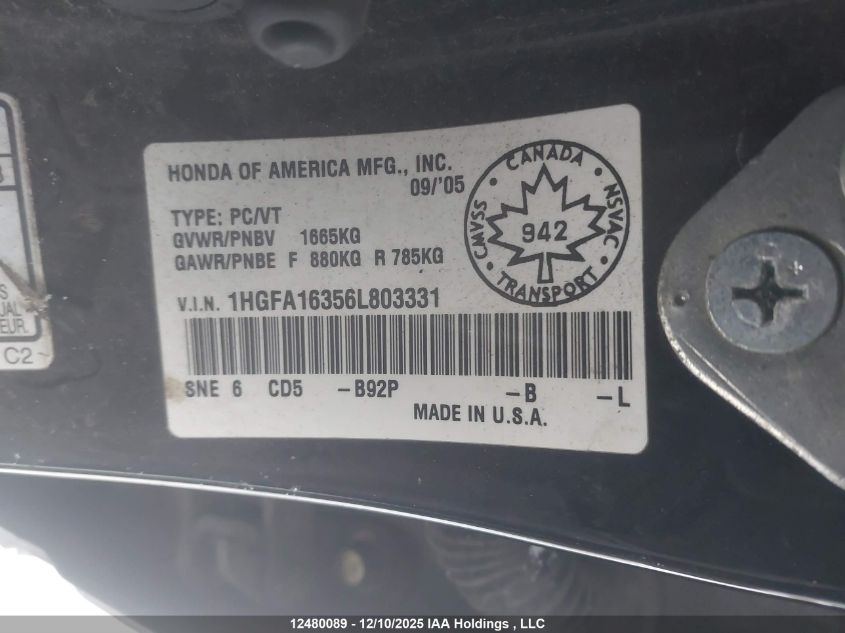 HONDA OF AMERICA MFG., INC.
09/'05
TYPE: PC/VT
GVWR/PNBV 1665KG
GAWR/PNBE F 880KG R 785KG
V.I.N. 1HGFA16356L803331
CANADA
CMVSS
942
NSVAC
TRANSPORT
SNE 6 CD5 -B92P -B -L
MADE IN U.S.A.
C2
12480089 - 12/10/2025 IAA Holdings , LLC